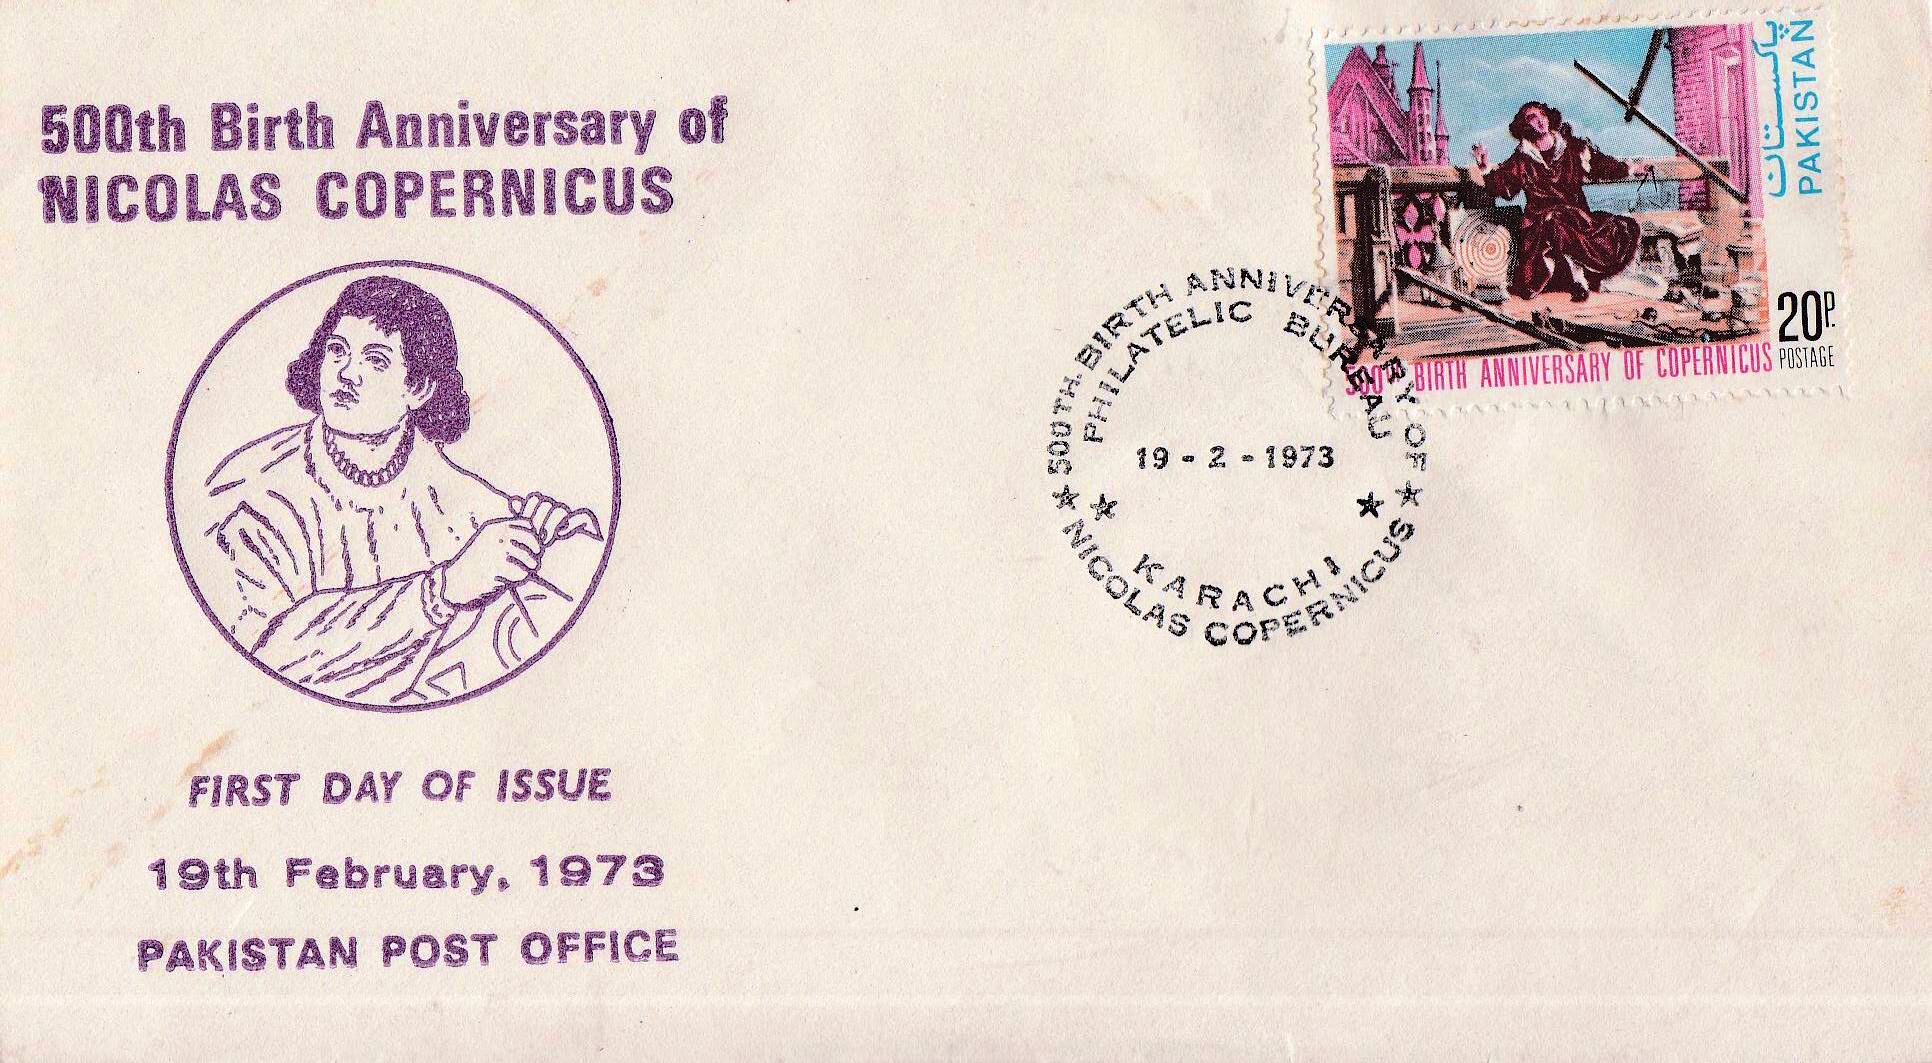 500th Birth Anniversary of
NICOLAS COPERNICUS
FIRST DAY OF ISSUE
19th February, 1973
PAKISTAN POST OFFICE
500TH. BIRTH ANNIVERSARY OF
PHILATELIC BUREAU
19-2-1973
KARACHI
NICOLAS COPERNICUS
پاکستان
PAKISTAN
20P.
POSTAGE
500TH BIRTH ANNIVERSARY OF COPERNICUS